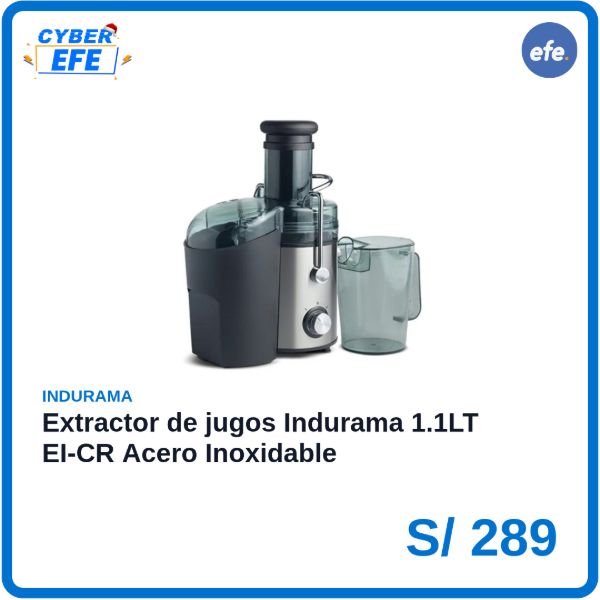 CYBER
EFE
efe.
INDURAMA
Extractor de jugos Indurama 1.1LT
EI-CR Acero Inoxidable
S/ 289